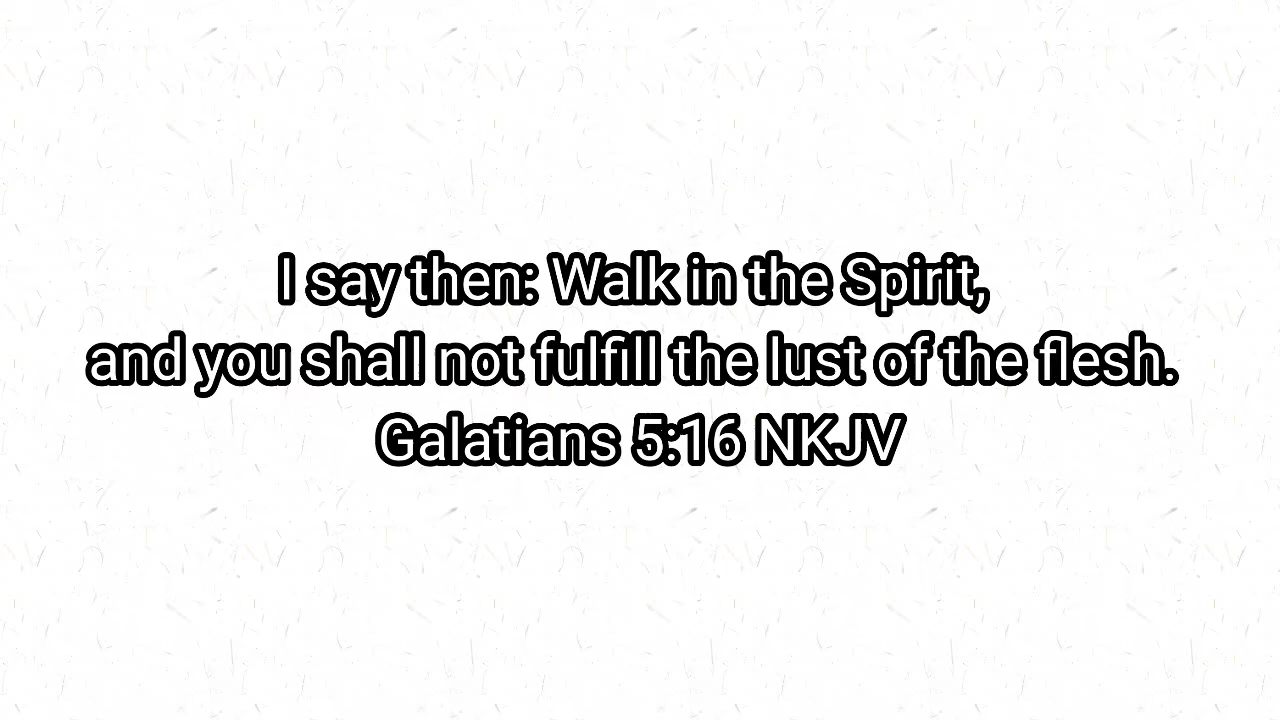 I say then: Walk in the Spirit,
and you shall not fulfill the lust of the flesh.
Galatians 5:16 NKJV